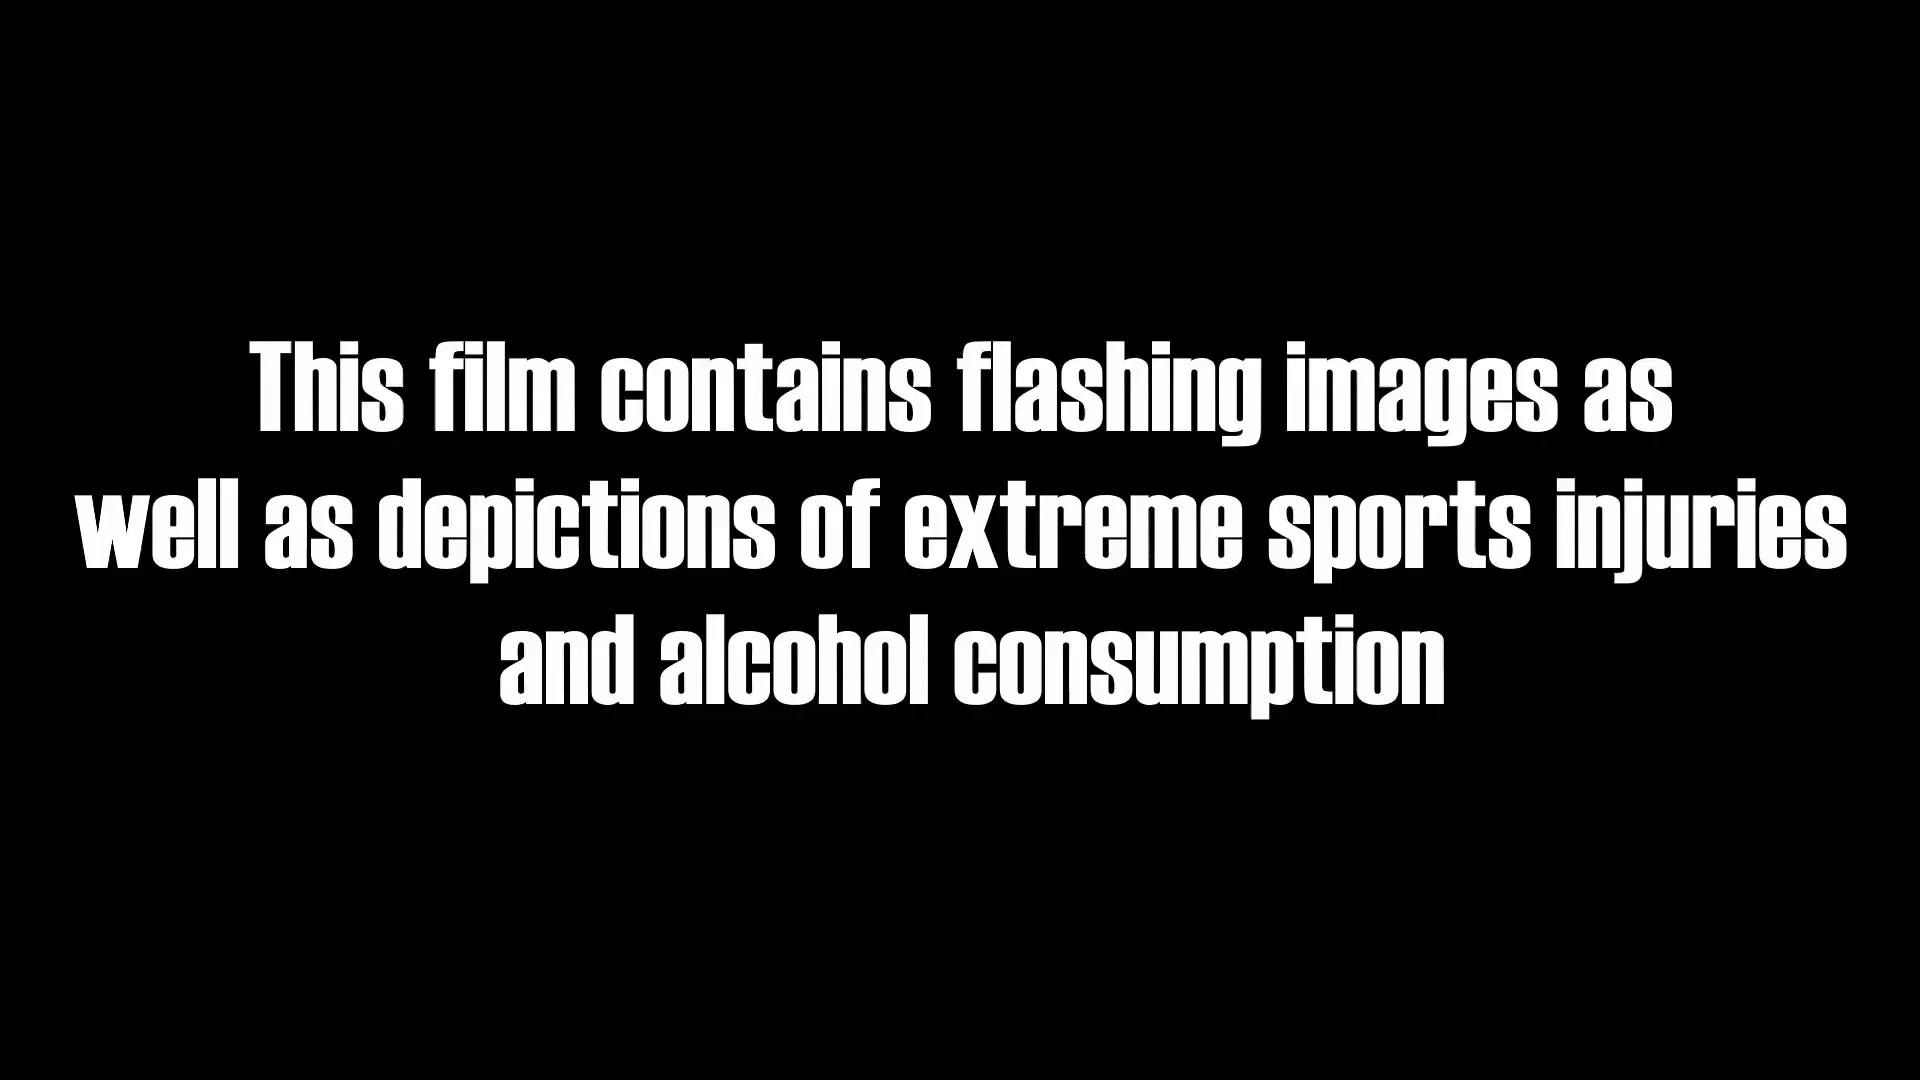 This film contains flashing images as
well as depictions of extreme sports injuries
and alcohol consumption